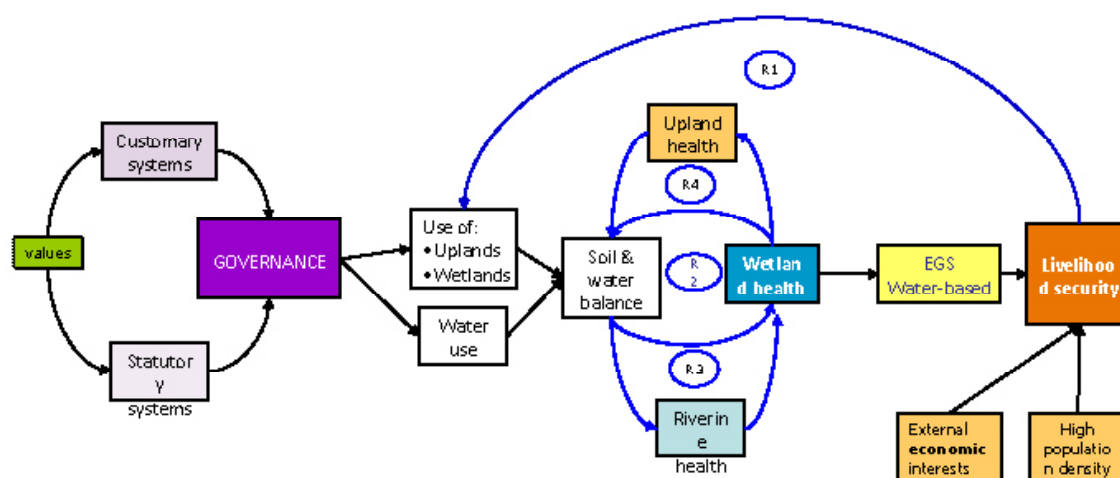 R1
Upland
health
Customary
systems
R4
values
GOVERNANCE
Use of:
•Uplands
•Wetlands
Soil &
water
balance
R
2
Wetlan
d health
EGS
Water-based
Livelihoo
d security
Water
use
Statutor
y
systems
R3
Riverin
e
health
External
economic
interests
High
populatio
n density